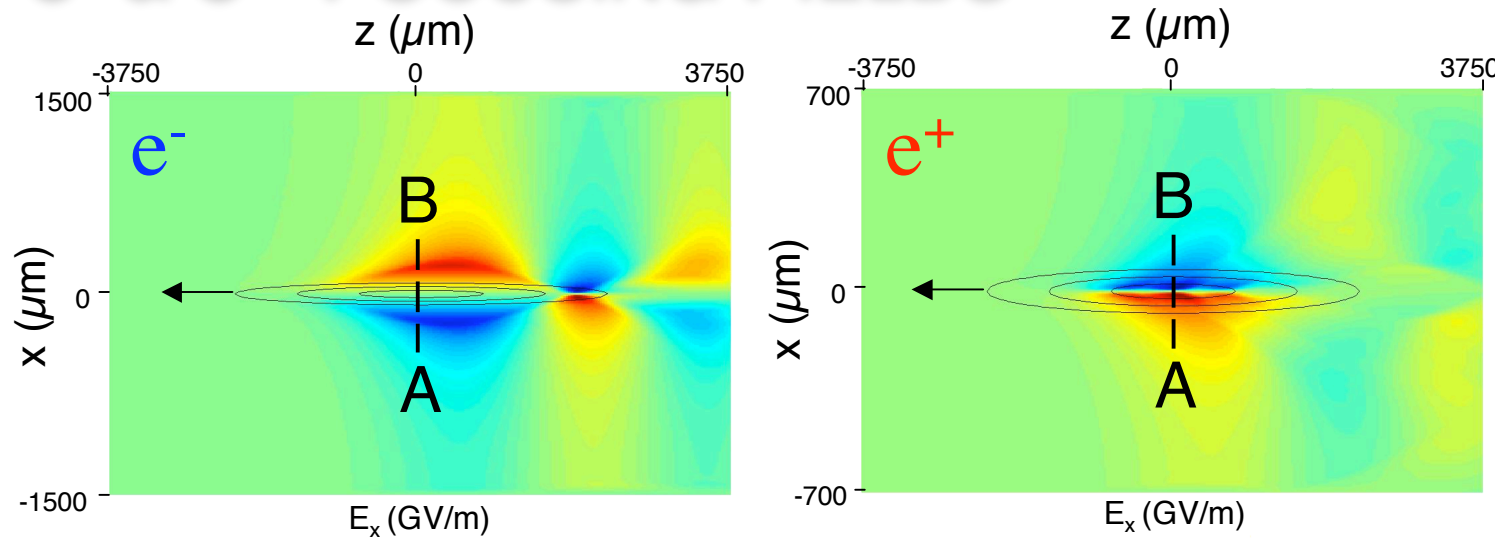 z (µm)
-3750 0 3750
1500
e-
B
x (µm)
0
A
-1500
Ex (GV/m)
z (µm)
-3750 0 3750
700
e+
B
x (µm)
0
A
-700
Ex (GV/m)